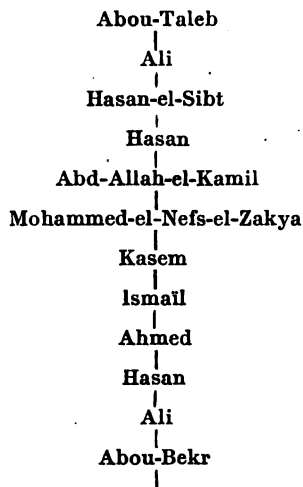 Abou-Taleb
Ali
Hasan-el-Sibt
Hasan
Abd-Allah-el-Kamil
Mohammed-el-Nefs-el-Zakya
Kasem
Ismaïl
Ahmed
Hasan
Ali
Abou-Bekr